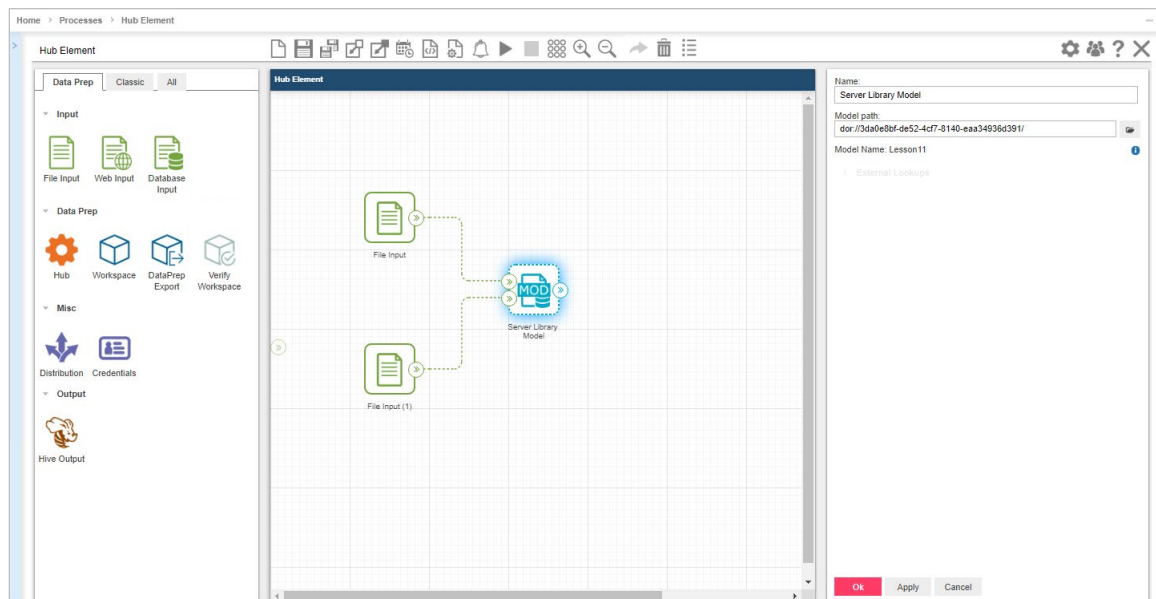 Home > Processes > Hub Element
Hub Element
Data Prep
Classic
All
Input
File Input
Web Input
Database
Input
Data Prep
Hub
Workspace
DataPrep
Export
Verify
Workspace
Misc
Distribution
Credentials
Output
Hive Output
Hub Element
File Input
MOD
Server Library
Model
File Input (1)
Name:
Server Library Model
Model path:
dor://3da0e8bf-de52-4cf7-8140-eaa34936d391/
Model Name: Lesson11
External Lookups
Ok
Apply
Cancel